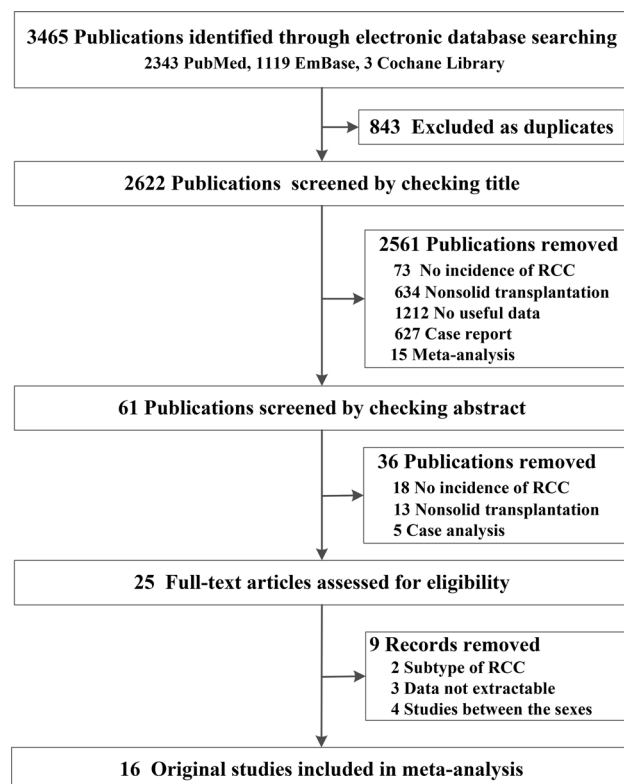 3465 Publications identified through electronic database searching
2343 PubMed, 1119 EmBase, 3 Cochane Library
843 Excluded as duplicates
2622 Publications screened by checking title
2561 Publications removed
73 No incidence of RCC
634 Nonsolid transplantation
1212 No useful data
627 Case report
15 Meta-analysis
61 Publications screened by checking abstract
36 Publications removed
18 No incidence of RCC
13 Nonsolid transplantation
5 Case analysis
25 Full-text articles assessed for eligibility
9 Records removed
2 Subtype of RCC
3 Data not extractable
4 Studies between the sexes
16 Original studies included in meta-analysis